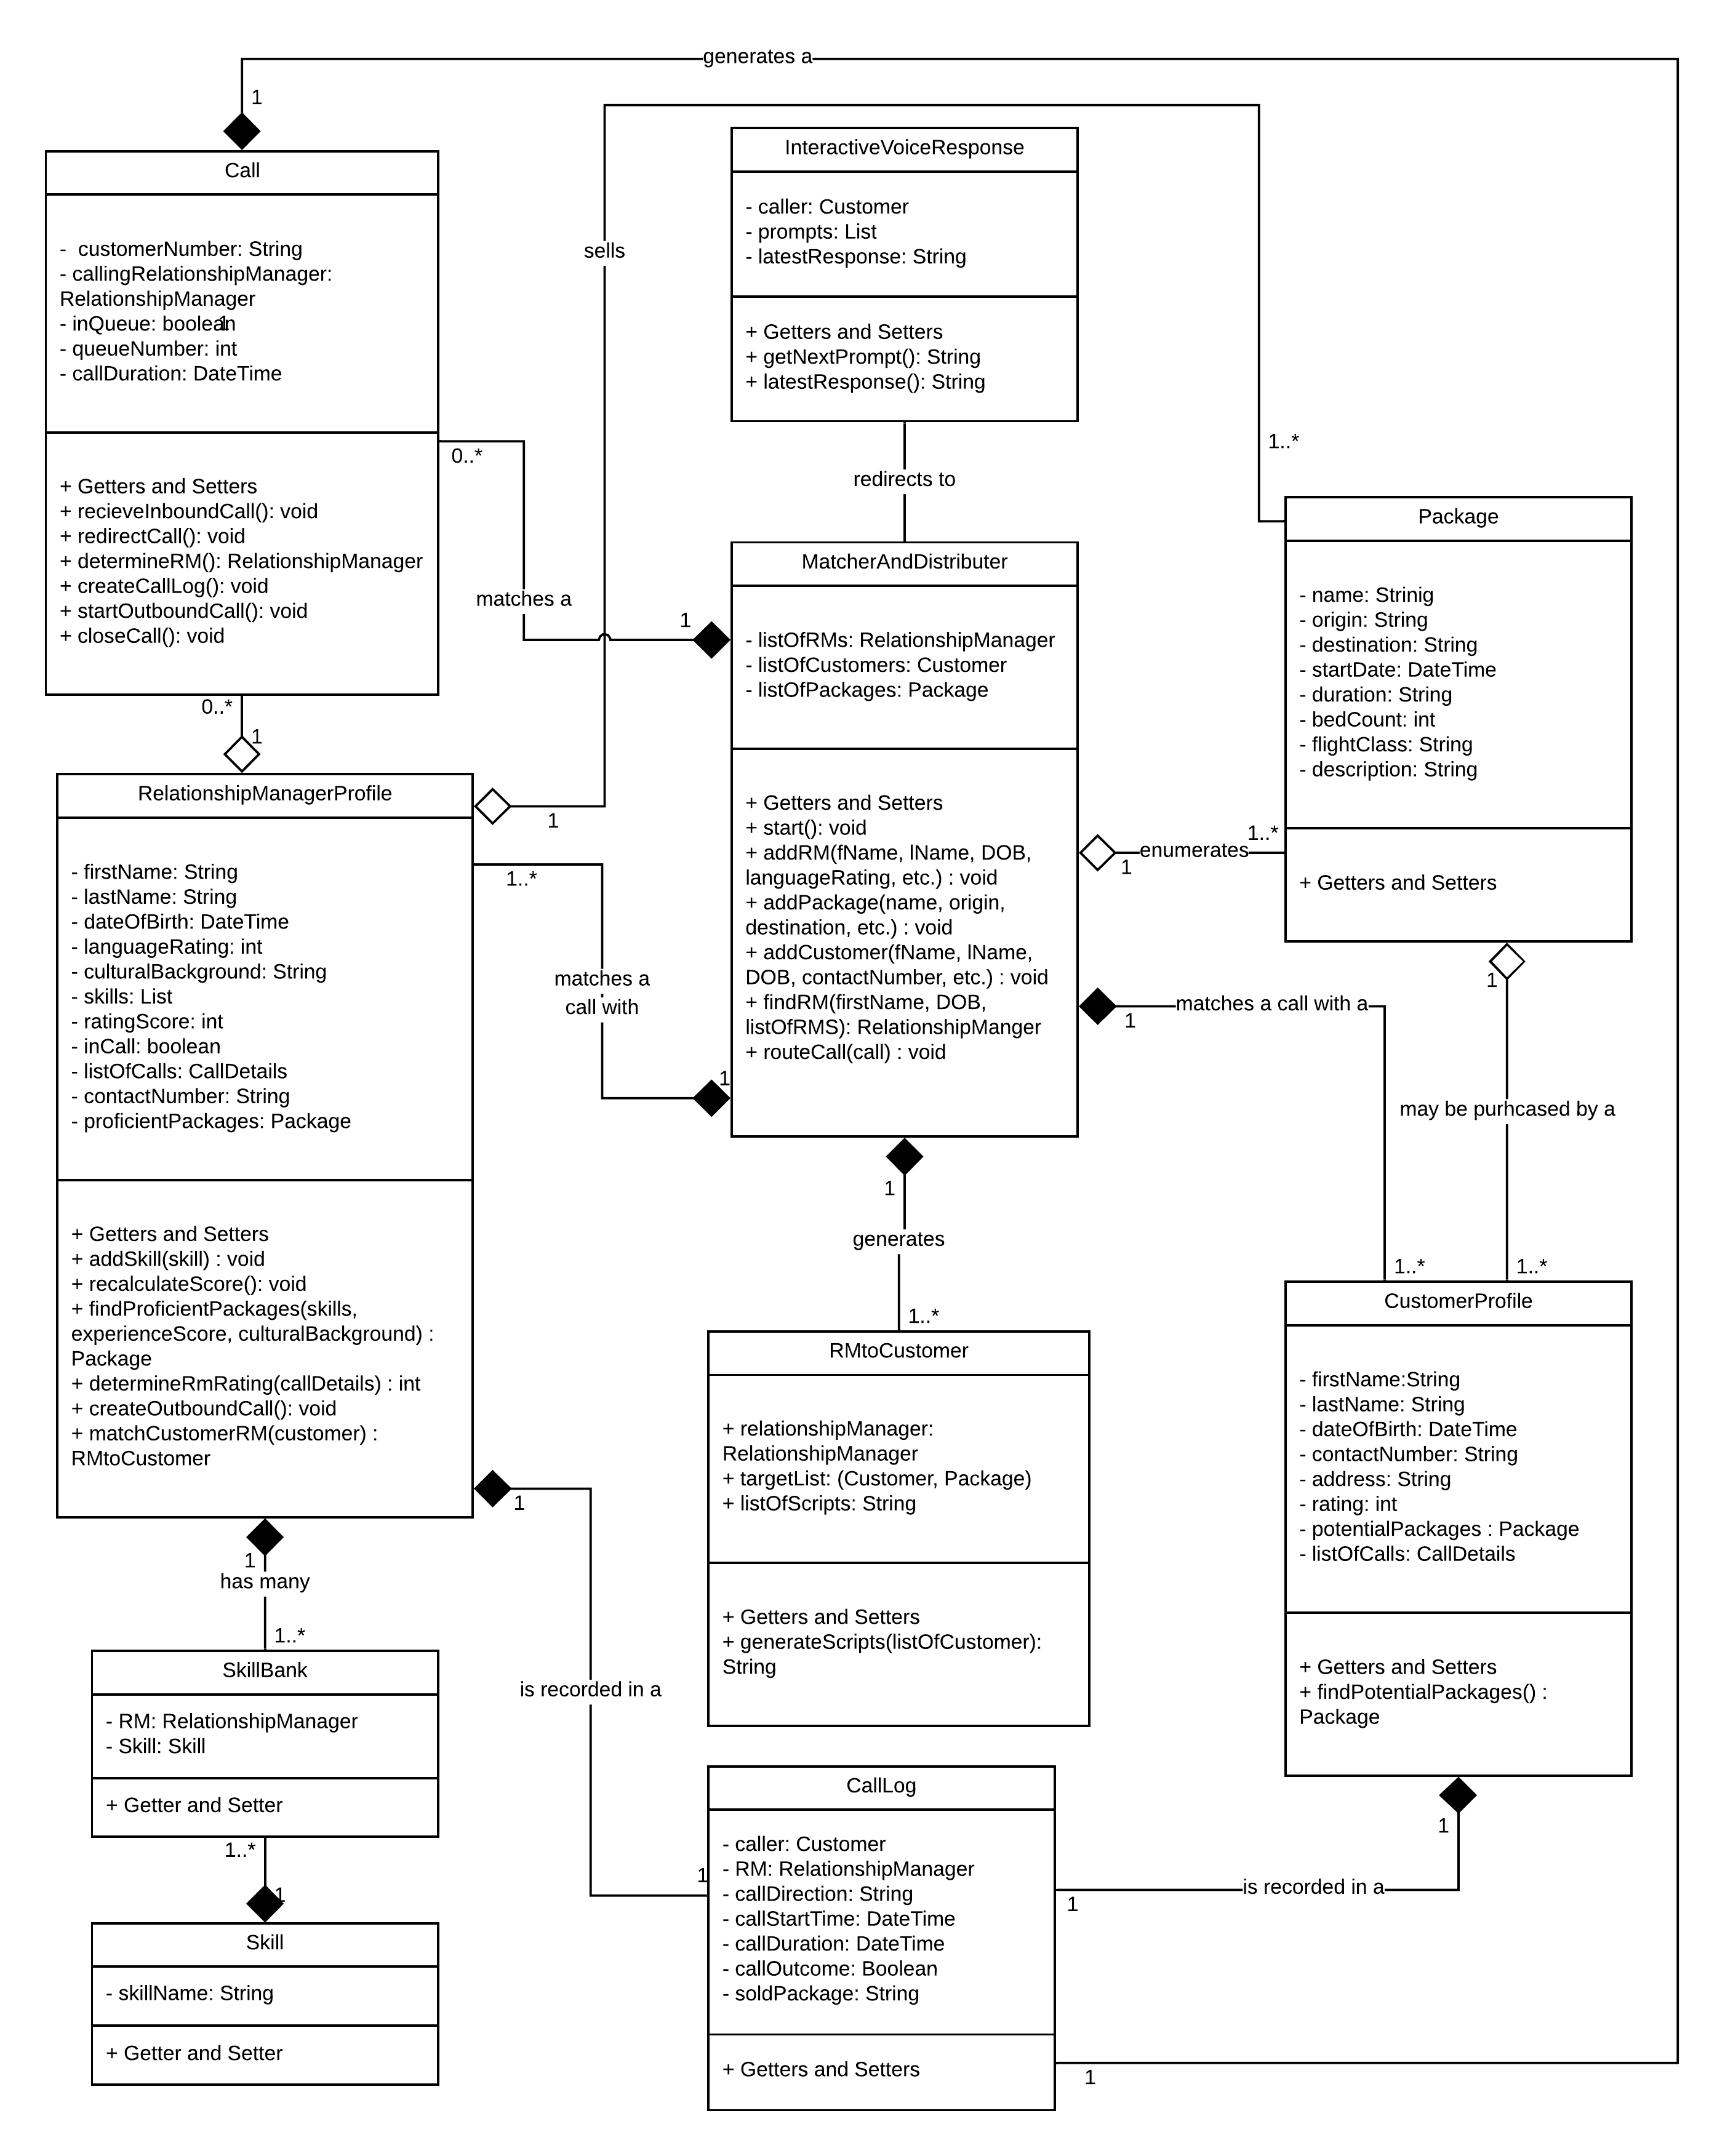 generates a
1
Call
-  customerNumber: String
- callingRelationshipManager:
RelationshipManager
- inQueue: boolean
1
- queueNumber: int
- callDuration: DateTime
+ Getters and Setters
+ recieveInboundCall(): void
+ redirectCall(): void
+ determineRM(): RelationshipManager
+ createCallLog(): void
+ startOutboundCall(): void
+ closeCall(): void
0..*
matches a
1
sells
InteractiveVoiceResponse
- caller: Customer
- prompts: List
- latestResponse: String
+ Getters and Setters
+ getNextPrompt(): String
+ latestResponse(): String
redirects to
1..*
Package
- name: Strinig
- origin: String
- destination: String
- startDate: DateTime
- duration: String
- bedCount: int
- flightClass: String
- description: String
+ Getters and Setters
MatcherAndDistributer
- listOfRMs: RelationshipManager
- listOfCustomers: Customer
- listOfPackages: Package
+ Getters and Setters
+ start(): void
+ addRM(fName, lName, DOB,
languageRating, etc.) : void
+ addPackage(name, origin,
destination, etc.) : void
+ addCustomer(fName, lName,
DOB, contactNumber, etc.) : void
+ findRM(firstName, DOB,
listOfRMS): RelationshipManger
+ routeCall(call) : void
1
enumerates
1..*
1
matches a call with a
1..*
1
may be purhcased by a
1..*
0..*
1
RelationshipManagerProfile
- firstName: String
- lastName: String
- dateOfBirth: DateTime
- languageRating: int
- culturalBackground: String
- skills: List
- ratingScore: int
- inCall: boolean
- listOfCalls: CallDetails
- contactNumber: String
- proficientPackages: Package
+ Getters and Setters
+ addSkill(skill) : void
+ recalculateScore(): void
+ findProficientPackages(skills,
experienceScore, culturalBackground) :
Package
+ determineRmRating(callDetails) : int
+ createOutboundCall(): void
+ matchCustomerRM(customer) :
RMtoCustomer
1
1..*
matches a
call with
1
1
generates
1..*
RMtoCustomer
+ relationshipManager:
RelationshipManager
+ targetList: (Customer, Package)
+ listOfScripts: String
+ Getters and Setters
+ generateScripts(listOfCustomer):
String
CustomerProfile
- firstName:String
- lastName: String
- dateOfBirth: DateTime
- contactNumber: String
- address: String
- rating: int
- potentialPackages : Package
- listOfCalls: CallDetails
+ Getters and Setters
+ findPotentialPackages() :
Package
1
is recorded in a
1
1
has many
1..*
SkillBank
- RM: RelationshipManager
- Skill: Skill
+ Getter and Setter
1..*
1
Skill
- skillName: String
+ Getter and Setter
1
is recorded in a
1
CallLog
- caller: Customer
- RM: RelationshipManager
- callDirection: String
- callStartTime: DateTime
- callDuration: DateTime
- callOutcome: Boolean
- soldPackage: String
+ Getters and Setters
1